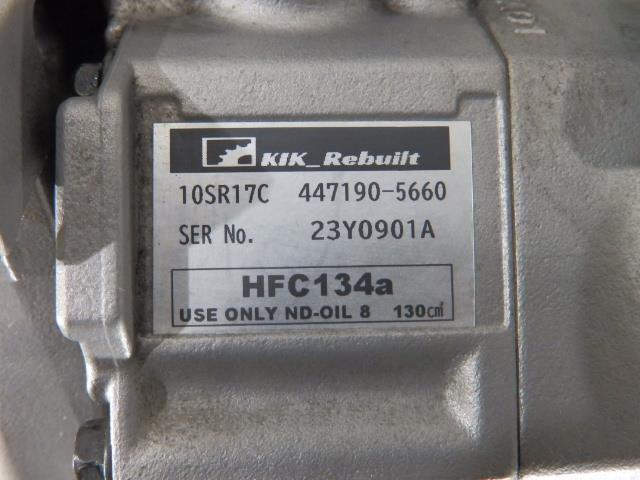 KIK_Rebuilt
10SR17C 447190-5660
SER No. 23Y0901A
HFC134a
USE ONLY ND-OIL 8 130c㎥